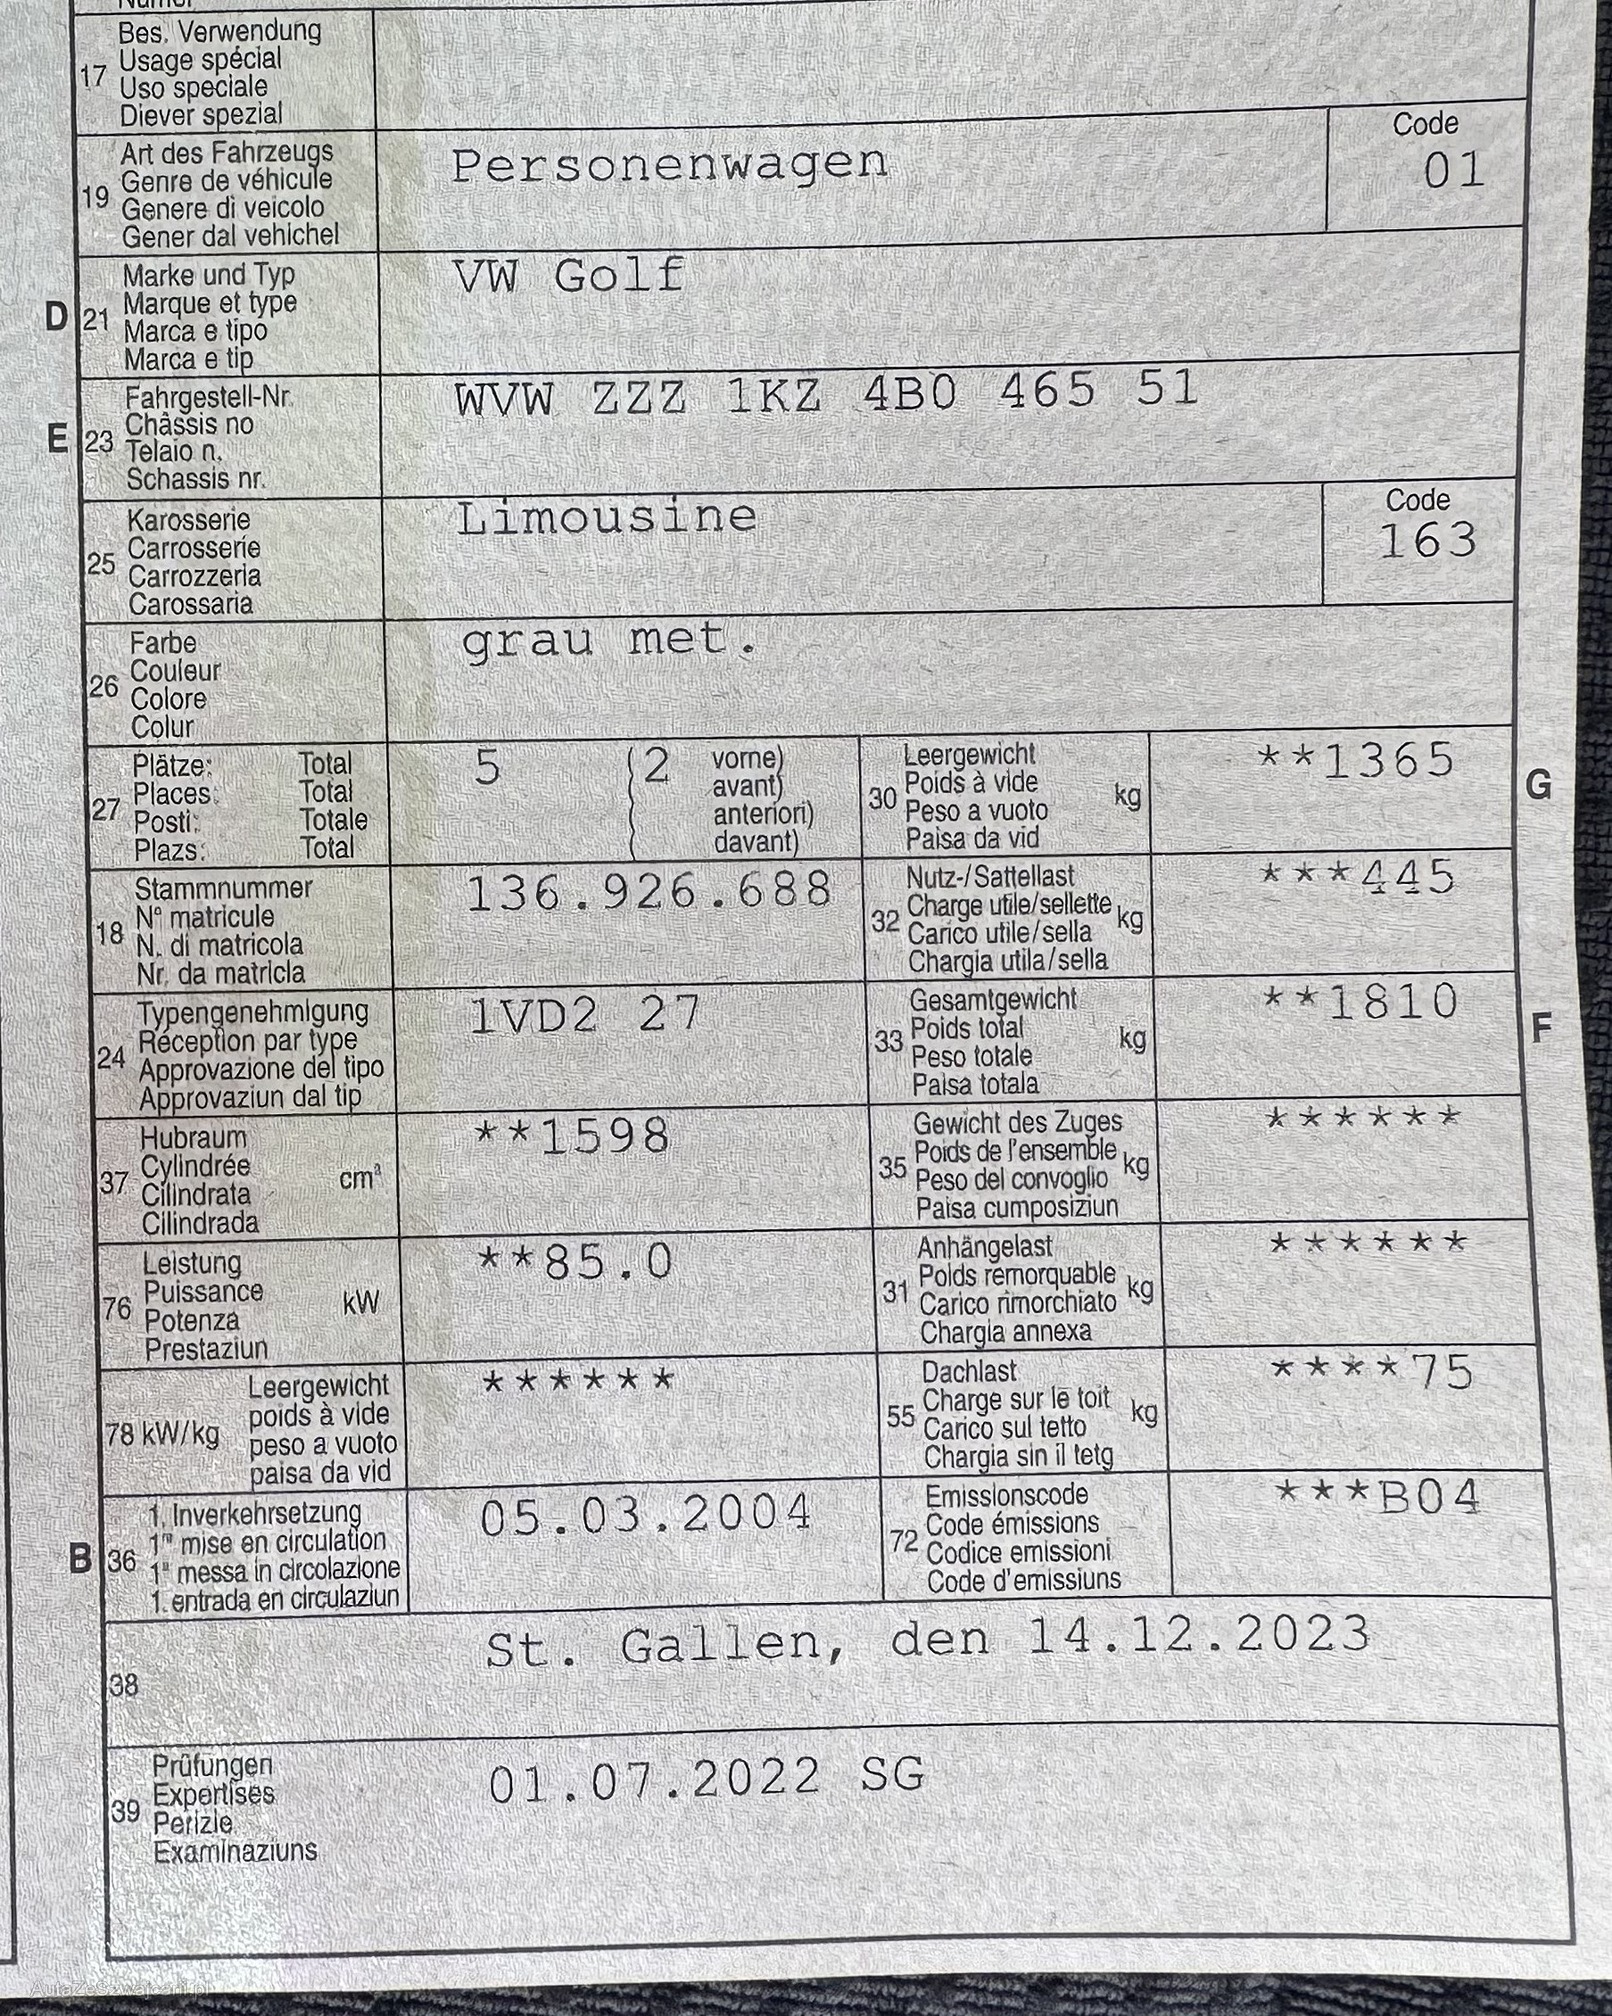 Bes. Verwendung
17 Usage spécial
Uso speciale
Diever spezial
19 Art des Fahrzeugs
Genre de véhicule
Genere di veicolo
Gener dal vehichel
Personenwagen
Code
01
D 21 Marke und Typ
Marque et type
Marca e tipo
Marca e tip
VW Golf
E 23 Fahrgestell-Nr.
Châssis no
Telaio n.
Schassis nr.
WVW ZZZ 1KZ 4B0 465 51
25 Karosserie
Carrosserie
Carrozzeria
Carossaria
Limousine
Code
163
26 Farbe
Couleur
Colore
Colur
grau met.
27 Plätze: Total
Places: Total
Posti: Totale
Plazs: Total
5 (2 vorne)
avant)
anteriori)
davant)
30 Leergewicht
Poids à vide kg
Peso a vuoto
Paisa da vid
**1365
G
18 Stammnummer
N° matricule
N. di matricola
Nr. da matricla
136.926.688
32 Nutz-/Sattellast
Charge utile/sellette kg
Carico utile/sella
Chargia utila/sella
***445
24 Typengenehmigung
Réception par type
Approvazione del tipo
Approvaziun dal tip
1VD2 27
33 Gesamtgewicht
Poids total kg
Peso totale
Paisa totala
**1810
F
37 Hubraum
Cylindrée cm³
Cilindrata
Cilindrada
**1598
35 Gewicht des Zuges
Poids de l'ensemble kg
Peso del convoglio
Paisa cumposiziun
******
76 Leistung
Puissance kW
Potenza
Prestaziun
**85.0
31 Anhängelast
Poids remorquable kg
Carico rimorchiato
Chargia annexa
******
78 kW/kg Leergewicht
poids à vide
peso a vuoto
paisa da vid
******
55 Dachlast
Charge sur le toit kg
Carico sul tetto
Chargia sin il tetg
****75
B 36 1. Inverkehrsetzung
1re mise en circulation
1a messa in circolazione
1. entrada en circulaziun
05.03.2004
72 Emissionscode
Code émissions
Codice emissioni
Code d'emissiuns
***B04
38
St. Gallen, den 14.12.2023
39 Prüfungen
Expertises
Perizie
Examinaziuns
01.07.2022 SG
AutaZeSzwajcarii.pl